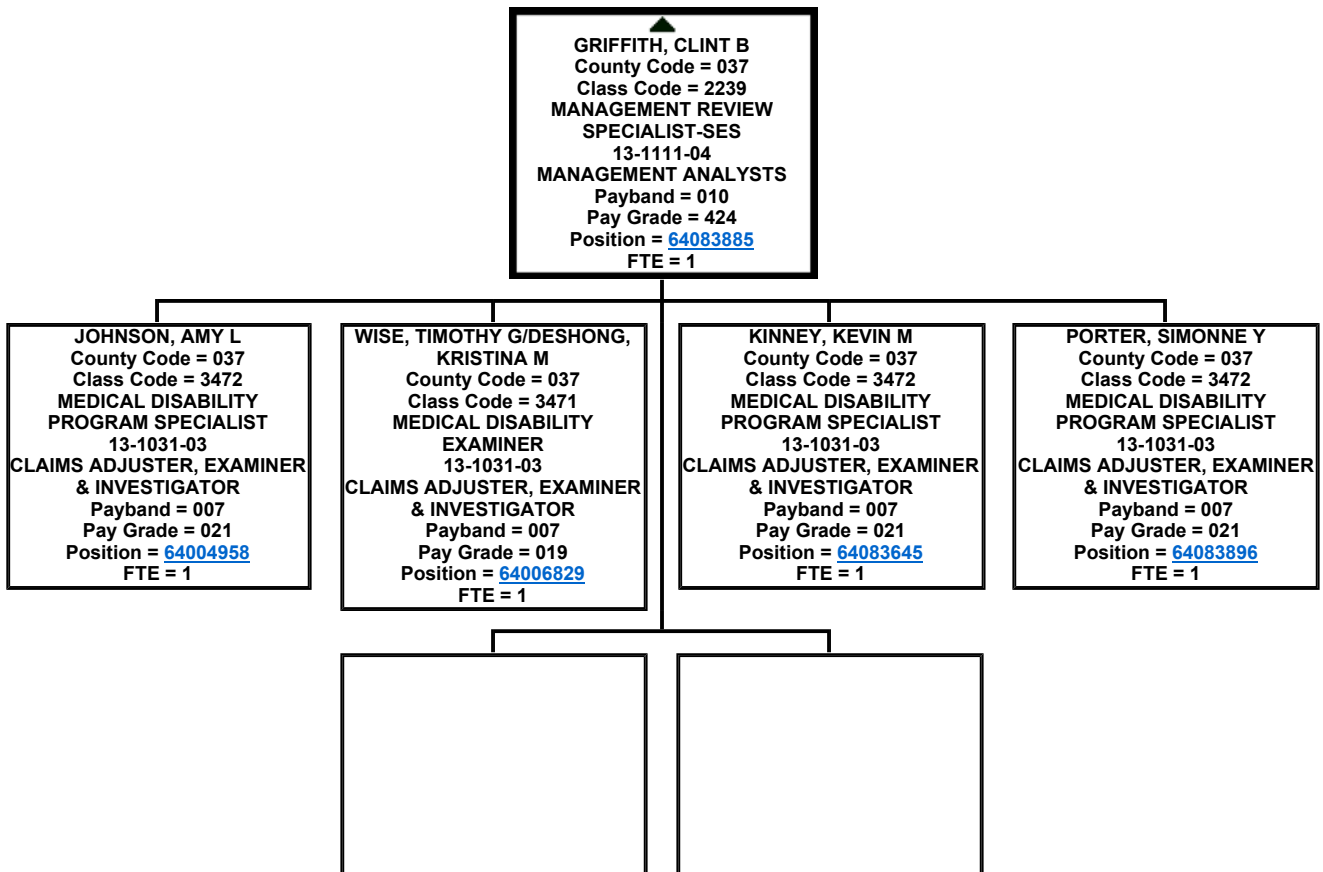 GRIFFITH, CLINT B
County Code = 037
Class Code = 2239
MANAGEMENT REVIEW
SPECIALIST-SES
13-1111-04
MANAGEMENT ANALYSTS
Payband = 010
Pay Grade = 424
Position = 64083885
FTE = 1
JOHNSON, AMY L
County Code = 037
Class Code = 3472
MEDICAL DISABILITY
PROGRAM SPECIALIST
13-1031-03
CLAIMS ADJUSTER, EXAMINER
& INVESTIGATOR
Payband = 007
Pay Grade = 021
Position = 64004958
FTE = 1
WISE, TIMOTHY G/DESHONG,
KRISTINA M
County Code = 037
Class Code = 3471
MEDICAL DISABILITY
EXAMINER
13-1031-03
CLAIMS ADJUSTER, EXAMINER
& INVESTIGATOR
Payband = 007
Pay Grade = 019
Position = 64006829
FTE = 1
KINNEY, KEVIN M
County Code = 037
Class Code = 3472
MEDICAL DISABILITY
PROGRAM SPECIALIST
13-1031-03
CLAIMS ADJUSTER, EXAMINER
& INVESTIGATOR
Payband = 007
Pay Grade = 021
Position = 64083645
FTE = 1
PORTER, SIMONNE Y
County Code = 037
Class Code = 3472
MEDICAL DISABILITY
PROGRAM SPECIALIST
13-1031-03
CLAIMS ADJUSTER, EXAMINER
& INVESTIGATOR
Payband = 007
Pay Grade = 021
Position = 64083896
FTE = 1